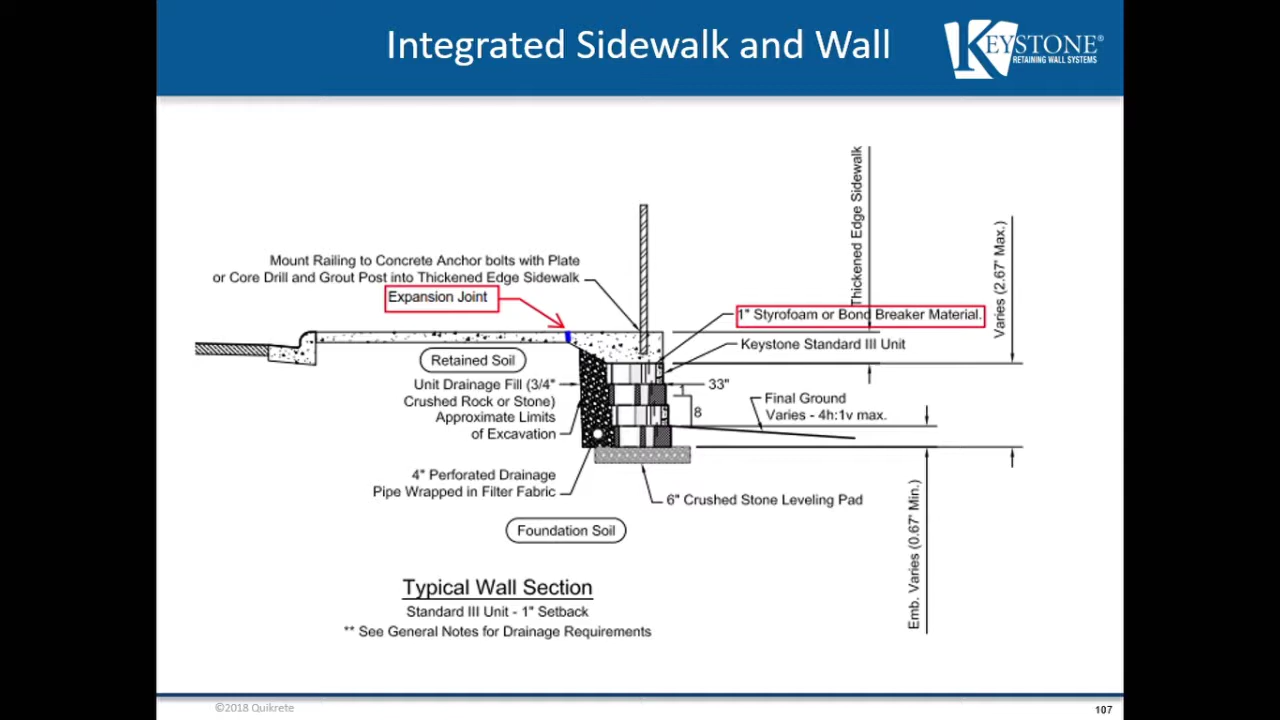 Integrated Sidewalk and Wall
KEYSTONE®
RETAINING WALL SYSTEMS
Thickened Edge Sidewalk
Varies (2.67' Max.)
Mount Railing to Concrete Anchor bolts with Plate
or Core Drill and Grout Post into Thickened Edge Sidewalk
Expansion Joint
1" Styrofoam or Bond Breaker Material.
Keystone Standard III Unit
Retained Soil
Unit Drainage Fill (3/4"
Crushed Rock or Stone)
Approximate Limits
of Excavation
33"
1
8
Final Ground
Varies - 4h:1v max.
4" Perforated Drainage
Pipe Wrapped in Filter Fabric
6" Crushed Stone Leveling Pad
Emb. Varies (0.67' Min.)
Foundation Soil
Typical Wall Section
Standard III Unit - 1" Setback
** See General Notes for Drainage Requirements
©2018 Quikrete
107